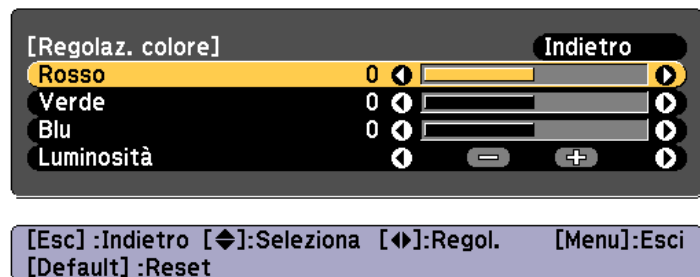 [Regolaz. colore] Indietro
Rosso 0
Verde 0
Blu 0
Luminosità − +
[Esc] :Indietro [♦]:Seleziona [◀▶]:Regol. [Menu]:Esci
[Default] :Reset